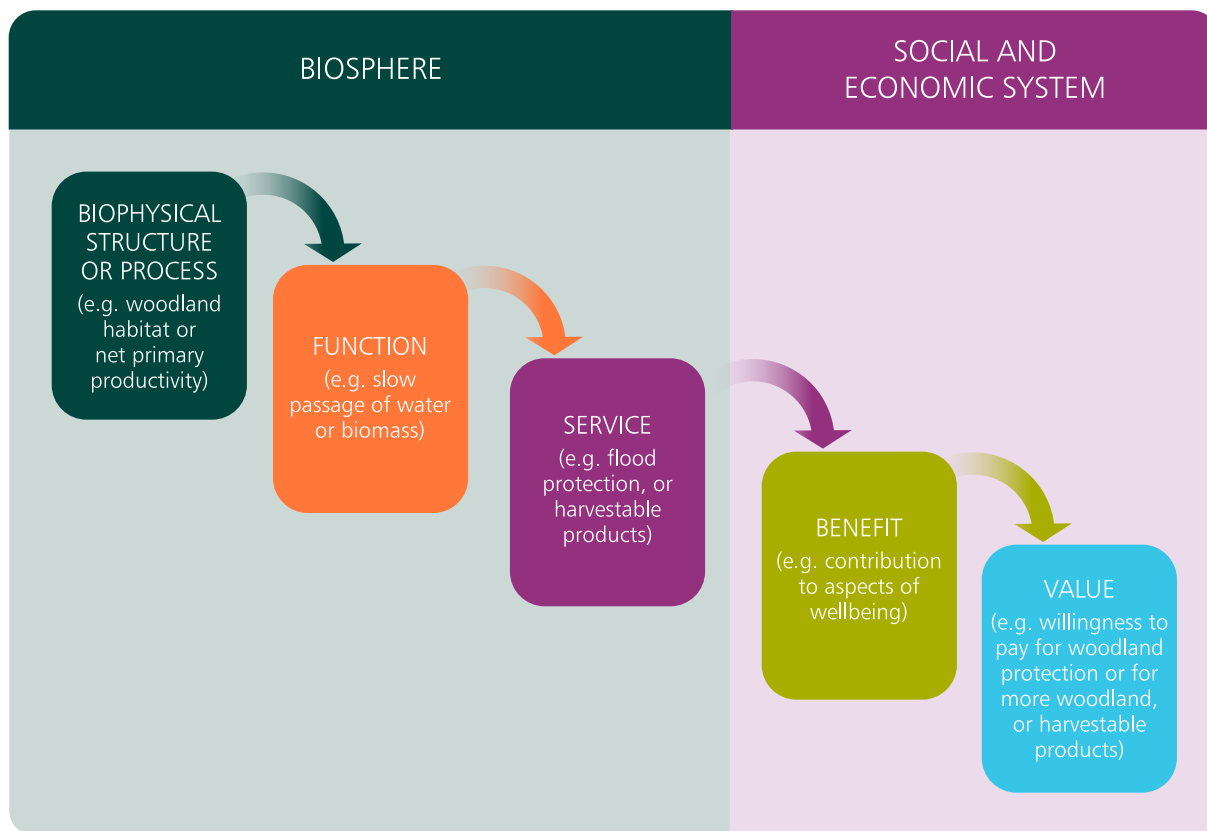 BIOSPHERE
SOCIAL AND
ECONOMIC SYSTEM
BIOPHYSICAL
STRUCTURE
OR PROCESS
(e.g. woodland
habitat or
net primary
productivity)
FUNCTION
(e.g. slow
passage of water
or biomass)
SERVICE
(e.g. flood
protection, or
harvestable
products)
BENEFIT
(e.g. contribution
to aspects of
wellbeing)
VALUE
(e.g. willingness to
pay for woodland
protection or for
more woodland,
or harvestable
products)